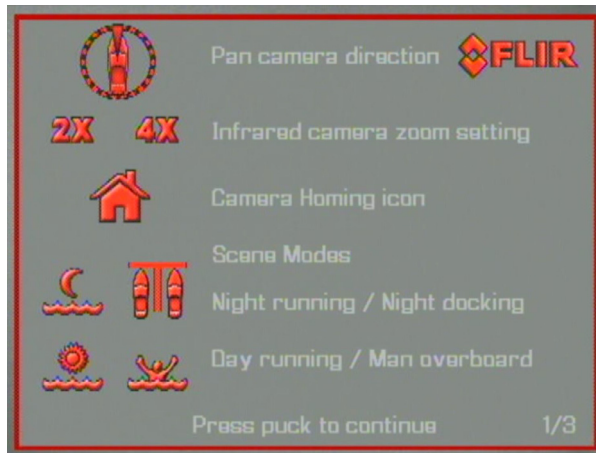 Pan camera direction FLIR
2X 4X Infrared camera zoom setting
Camera Homing icon
Scene Modes
Night running / Night docking
Day running / Man overboard
Press puck to continue 1/3